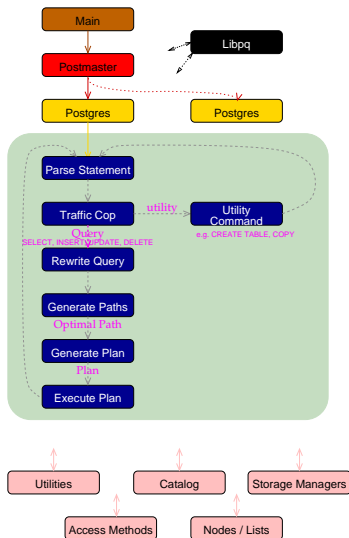 Main
Libpq
Postmaster
Postgres
Postgres
Parse Statement
utility
Traffic Cop
Utility
Command
Query
SELECT, INSERT, UPDATE, DELETE
e.g. CREATE TABLE, COPY
Rewrite Query
Generate Paths
Optimal Path
Generate Plan
Plan
Execute Plan
Utilities
Catalog
Storage Managers
Access Methods
Nodes / Lists